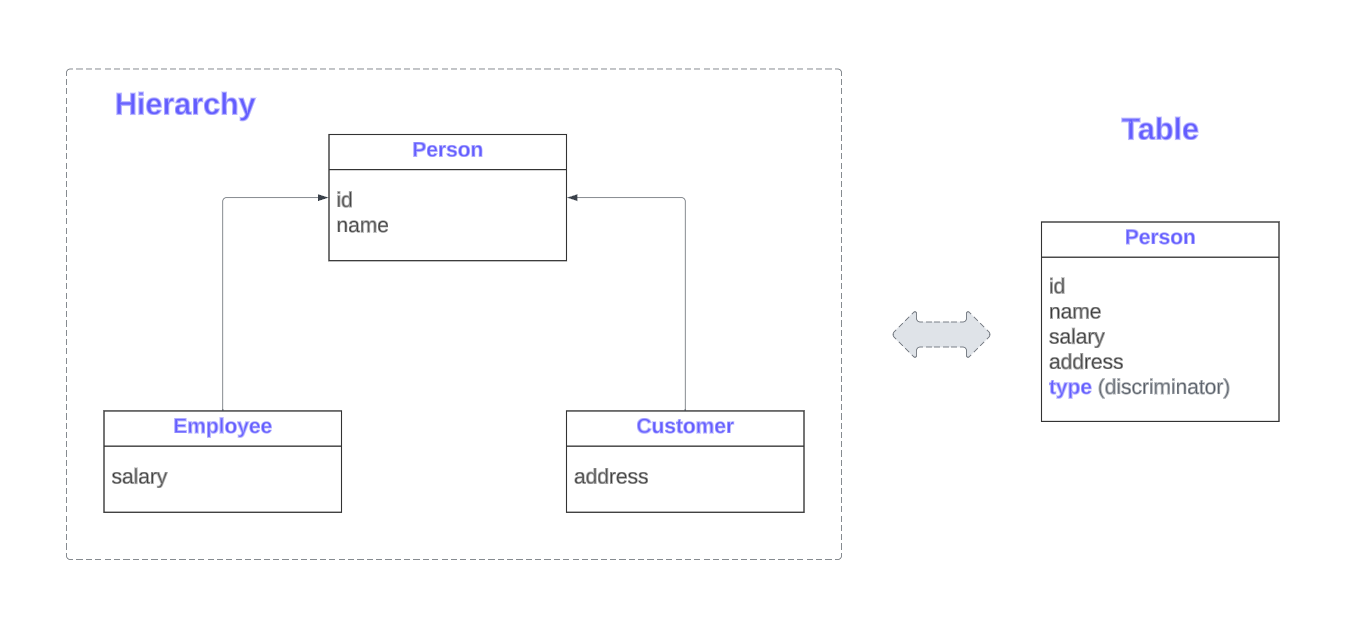 Hierarchy
Person
id
name
Employee
salary
Customer
address
Table
Person
id
name
salary
address
type (discriminator)